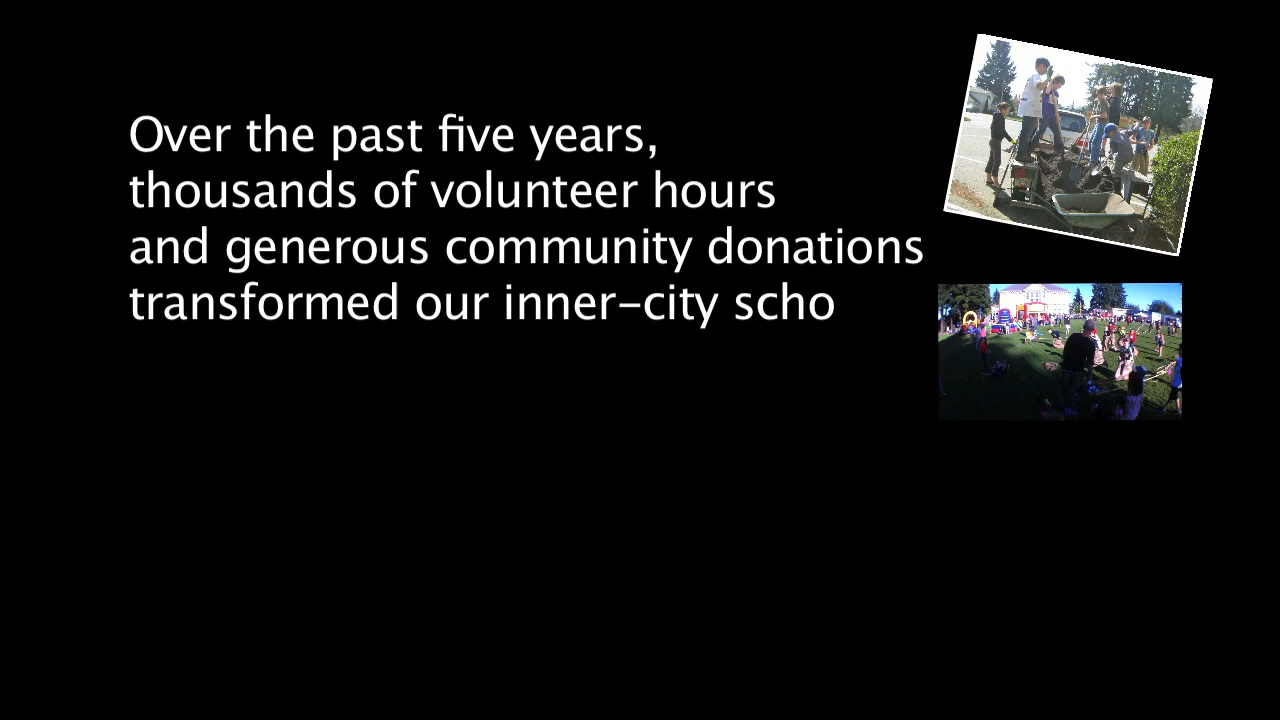 Over the past five years,
thousands of volunteer hours
and generous community donations
transformed our inner-city scho